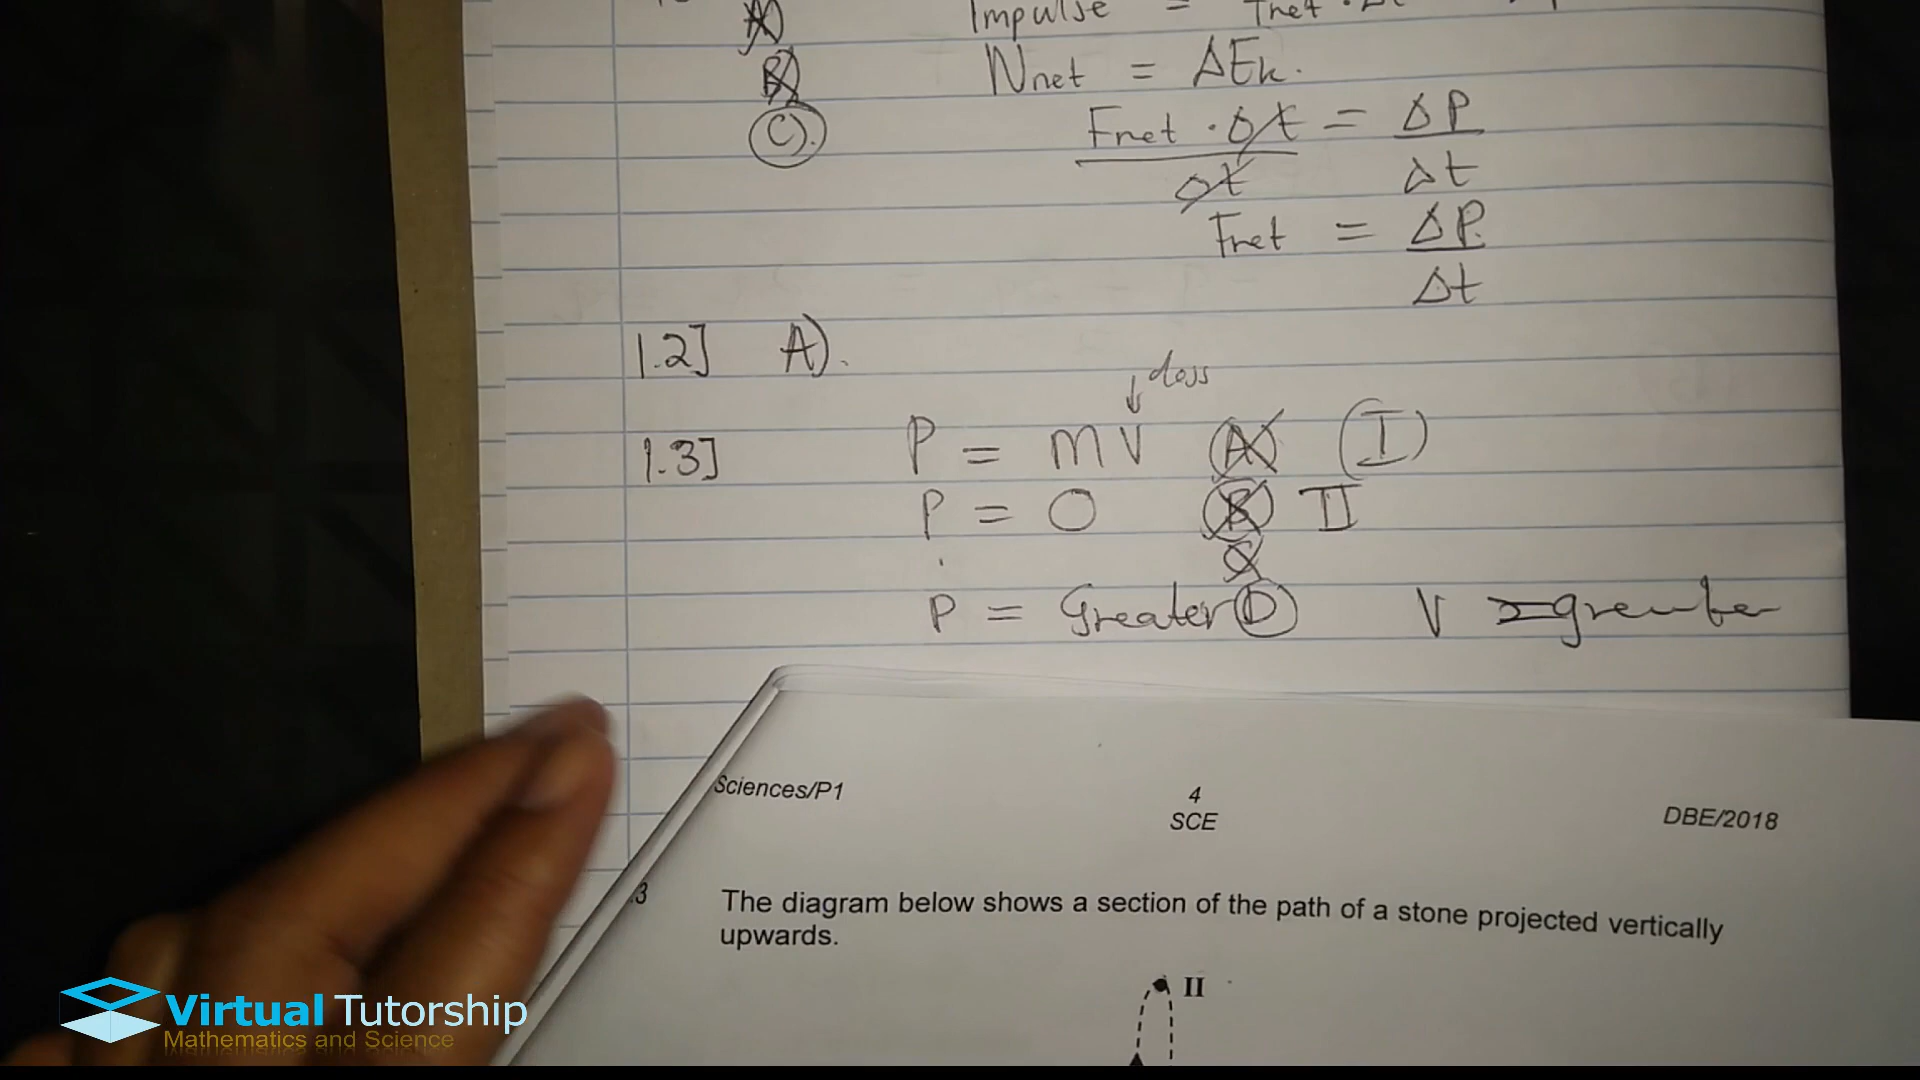 A) Impulse = Fnet · Δt
B) Wnet = ΔEk.
C). Fnet · Δt = ΔP
Δt Δt
Fnet = ΔP
Δt
1.2] A).
1.3] P = mV A (I)
P = 0 B II
C
P = Greater D V greater
Sciences/P1 4 DBE/2018
SCE
.3 The diagram below shows a section of the path of a stone projected vertically
upwards.
II
Virtual Tutorship
Mathematics and Science